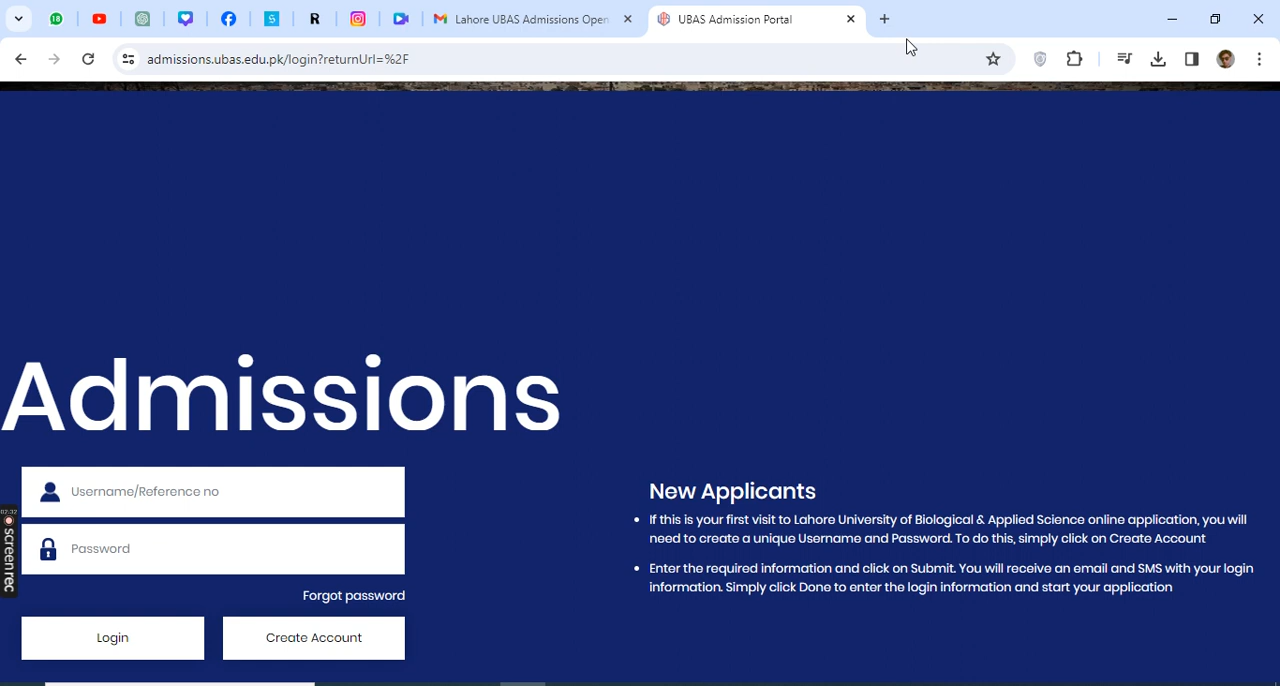 18
Lahore UBAS Admissions Open
UBAS Admission Portal
admissions.ubas.edu.pk/login?returnUrl=%2F
Admissions
Username/Reference no
Password
Forgot password
Login
Create Account
New Applicants
If this is your first visit to Lahore University of Biological & Applied Science online application, you will
need to create a unique Username and Password. To do this, simply click on Create Account
Enter the required information and click on Submit. You will receive an email and SMS with your login
information. Simply click Done to enter the login information and start your application
02:32
screenrec